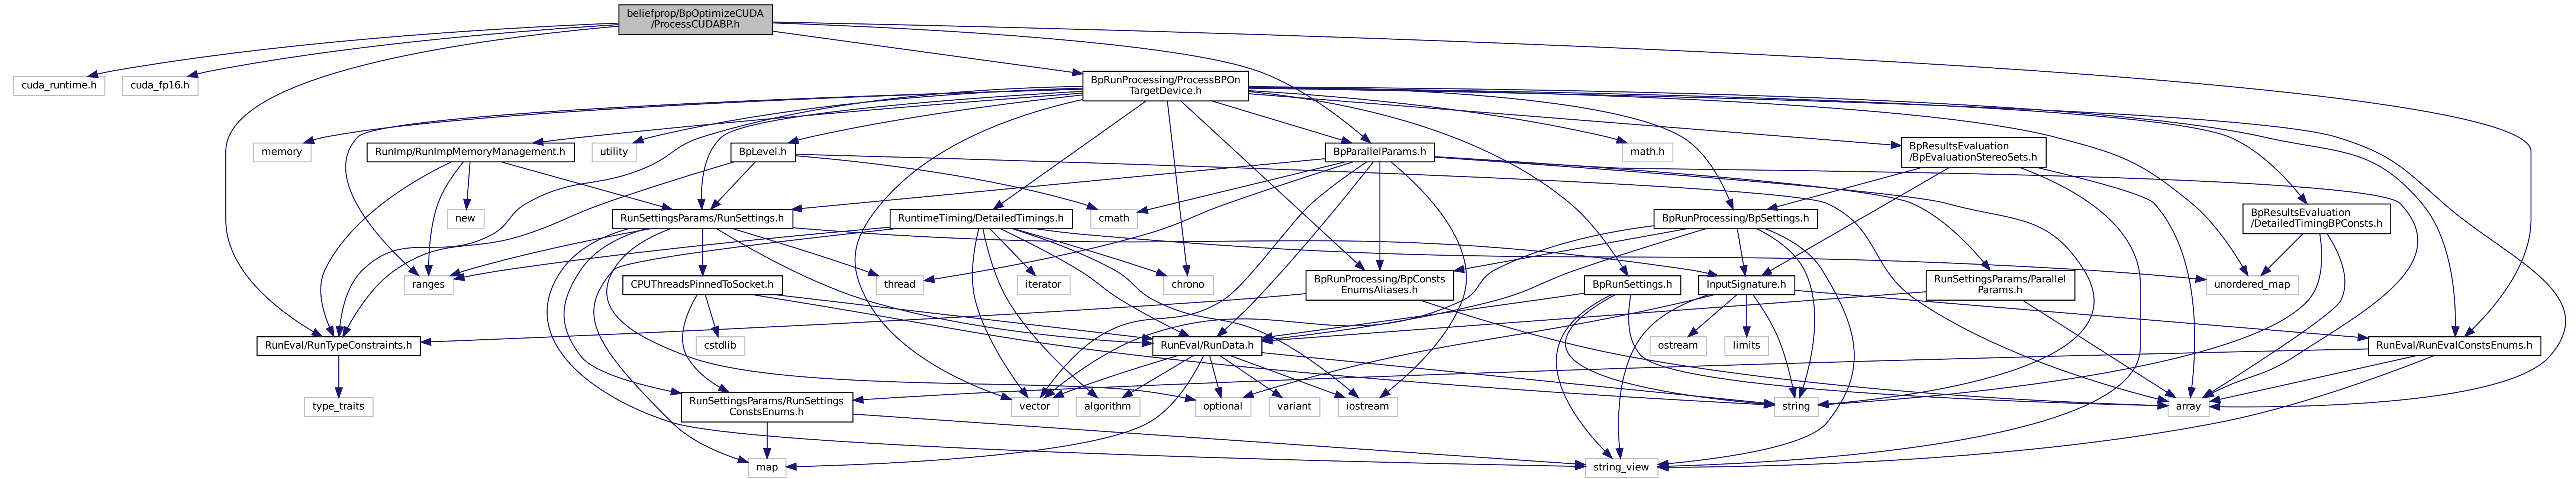 beliefprop/BpOptimizeCUDA
/ProcessCUDABP.h
cuda_runtime.h
cuda_fp16.h
BpRunProcessing/ProcessBPOn
TargetDevice.h
memory
RunImp/RunImpMemoryManagement.h
utility
BpLevel.h
BpParallelParams.h
math.h
BpResultsEvaluation
/BpEvaluationStereoSets.h
new
RunSettingsParams/RunSettings.h
RuntimeTiming/DetailedTimings.h
cmath
BpRunProcessing/BpSettings.h
BpResultsEvaluation
/DetailedTimingBPConsts.h
ranges
CPUThreadsPinnedToSocket.h
thread
iterator
chrono
BpRunProcessing/BpConsts
EnumsAliases.h
BpRunSettings.h
InputSignature.h
RunSettingsParams/Parallel
Params.h
unordered_map
RunEval/RunTypeConstraints.h
cstdlib
RunEval/RunData.h
ostream
limits
RunEval/RunEvalConstsEnums.h
type_traits
RunSettingsParams/RunSettings
ConstsEnums.h
vector
algorithm
optional
variant
iostream
string
array
map
string_view